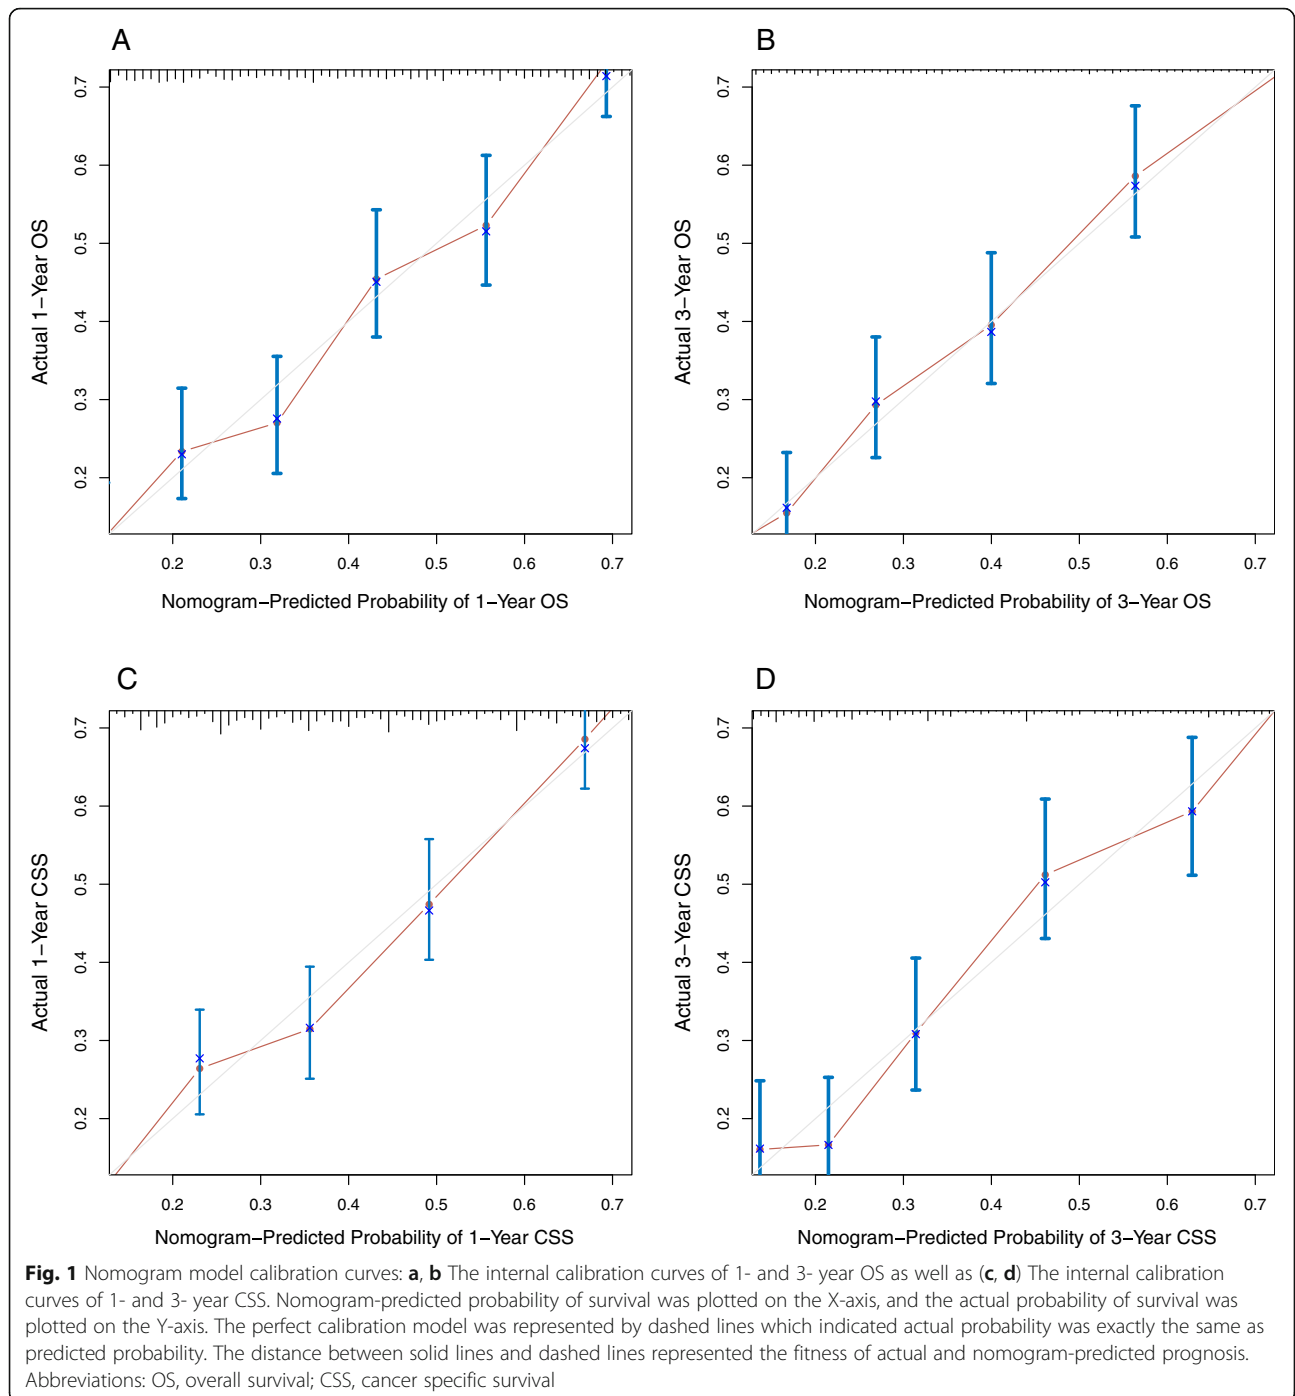 A
0.7
0.6
0.5
0.4
0.3
0.2
Actual 1–Year OS
0.2 0.3 0.4 0.5 0.6 0.7
Nomogram–Predicted Probability of 1–Year OS
B
0.7
0.6
0.5
0.4
0.3
0.2
Actual 3–Year OS
0.2 0.3 0.4 0.5 0.6 0.7
Nomogram–Predicted Probability of 3–Year OS
C
0.7
0.6
0.5
0.4
0.3
0.2
Actual 1–Year CSS
0.2 0.3 0.4 0.5 0.6 0.7
Nomogram–Predicted Probability of 1–Year CSS
D
0.7
0.6
0.5
0.4
0.3
0.2
Actual 3–Year CSS
0.2 0.3 0.4 0.5 0.6 0.7
Nomogram–Predicted Probability of 3–Year CSS
Fig. 1 Nomogram model calibration curves: a, b The internal calibration curves of 1- and 3- year OS as well as (c, d) The internal calibration
curves of 1- and 3- year CSS. Nomogram-predicted probability of survival was plotted on the X-axis, and the actual probability of survival was
plotted on the Y-axis. The perfect calibration model was represented by dashed lines which indicated actual probability was exactly the same as
predicted probability. The distance between solid lines and dashed lines represented the fitness of actual and nomogram-predicted prognosis.
Abbreviations: OS, overall survival; CSS, cancer specific survival